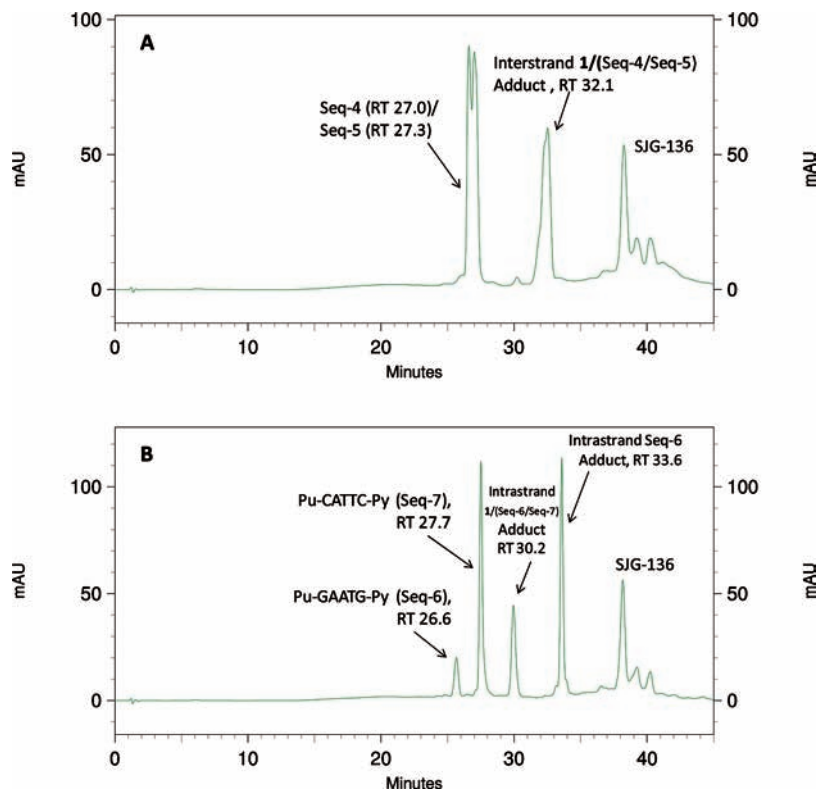 A
100
50
0
mAU
Seq-4 (RT 27.0)/
Seq-5 (RT 27.3)
Interstrand 1/(Seq-4/Seq-5)
Adduct , RT 32.1
SJG-136
100
50
0
mAU
0 10 20 30 40
Minutes
B
100
50
0
mAU
Pu-CATTC-Py (Seq-7),
RT 27.7
Pu-GAATG-Py (Seq-6),
RT 26.6
Intrastrand
1/(Seq-6/Seq-7)
Adduct
RT 30.2
Intrastrand Seq-6
Adduct, RT 33.6
SJG-136
100
50
0
mAU
0 10 20 30 40
Minutes